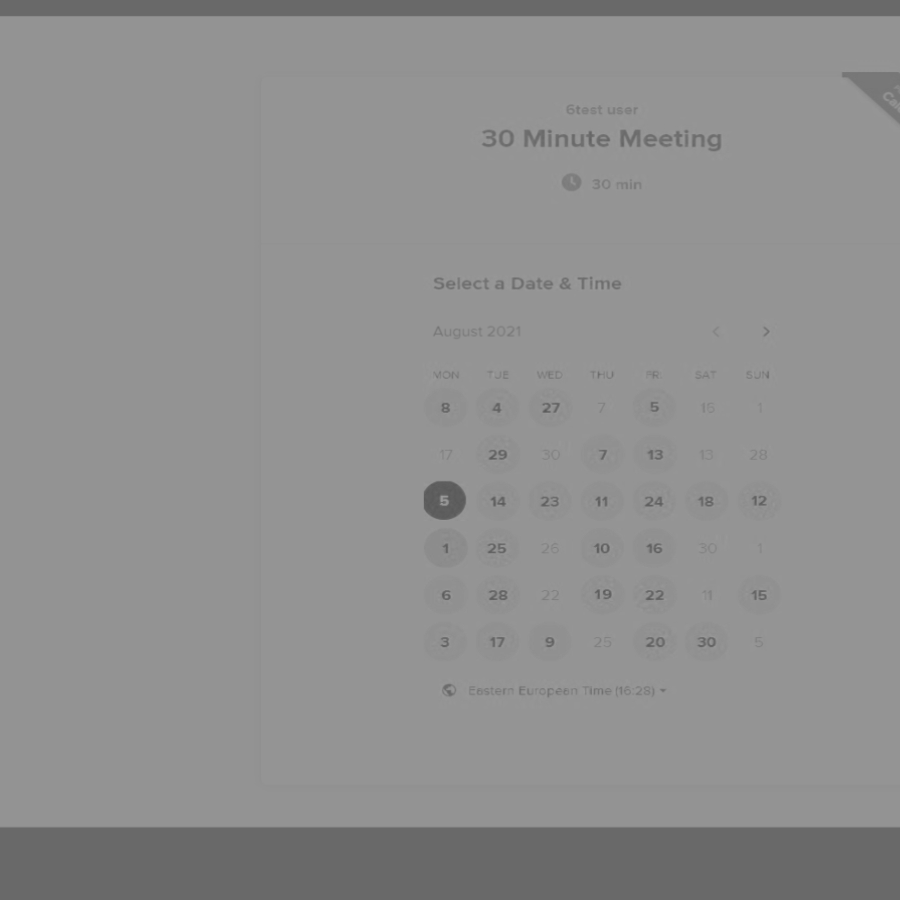 6test user
30 Minute Meeting
30 min
Select a Date & Time
August 2021
MON TUE WED THU FRI SAT SUN
8 4 27 7 5 16 1
17 29 30 7 13 13 28
5 14 23 11 24 18 12
1 25 26 10 16 30 1
6 28 22 19 22 11 15
3 17 9 25 20 30 5
Eastern European Time (16:28)